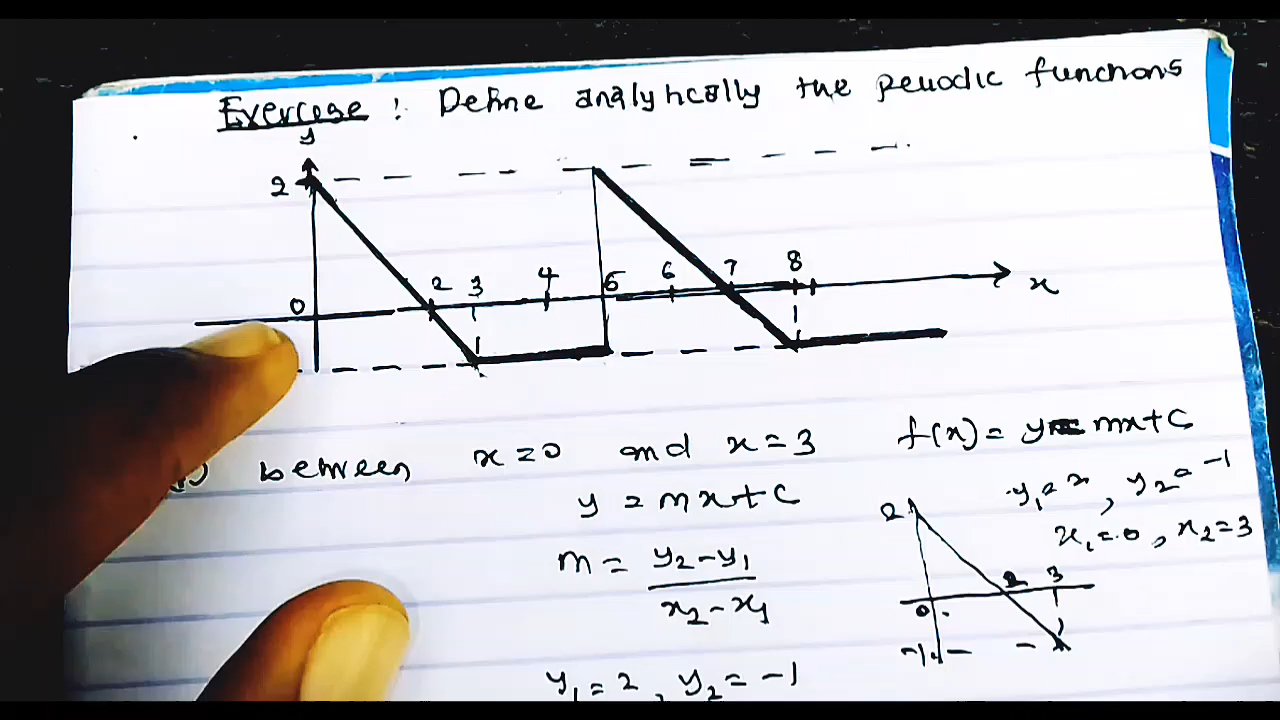 Exercise: Define analytically the periodic functions
y
2
0 2 3 4 5 6 7 8
x
between x=0 and x=3 f(x)= y= mx+c
y = mx+c
2 , y2= -1
x1=0, x2=3
m= y2-y1
x2-x1
2 3
0
-1
y1=2, y2= -1